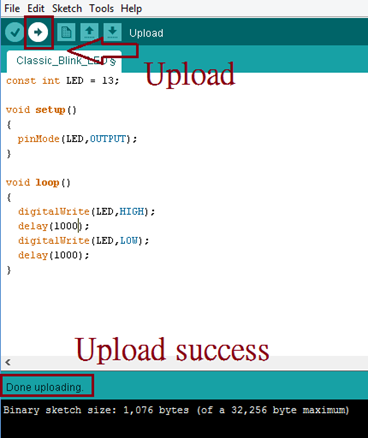 File Edit Sketch Tools Help
Upload
Classic_Blink_LED §
Upload
const int LED = 13;
void setup()
{
pinMode(LED,OUTPUT);
}
void loop()
{
digitalWrite(LED,HIGH);
delay(1000);
digitalWrite(LED,LOW);
delay(1000);
}
Upload success
Done uploading.
Binary sketch size: 1,076 bytes (of a 32,256 byte maximum)